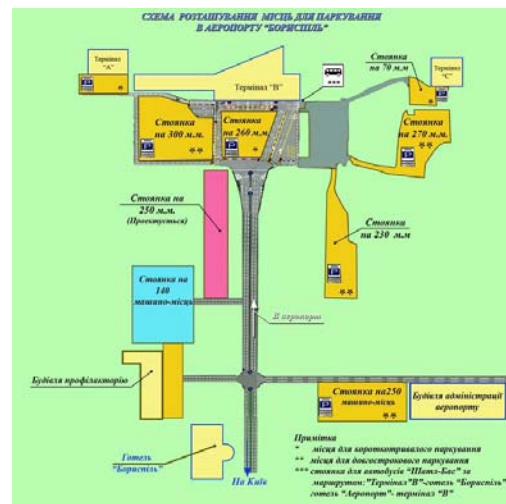 СХЕМА РОЗТАШУВАННЯ МІСЦЬ ДЛЯ ПАРКУВАННЯ
В АЕРОПОРТУ "БОРИСПІЛЬ"
Термінал
"А"
Термінал "В"
Стоянка
на 70 м.м
Термінал
"С"
Стоянка
на 300 м.м.
*
**
Стоянка
на 260 м.м.
*
***
Стоянка
на 270 м.м.
**
Стоянка на
250 м.м.
(Проектується)
Стоянка
на 230 м.м
**
Стоянка на
140
машино-місць
В аеропорт
Будівля профілакторію
Стоянка на250
машино-місць
**
Будівля адміністрації
аеропорту
Готель
"Бориспіль"
На Київ
Примітка
* місця для короткотривалого паркування
** місця для довгострокового паркування
*** стоянка для автобусів "Шатл-Бас" за
маршрутом:"Термінал"В"-готель "Бориспіль"
готель "Аеропорт"- термінал "В"